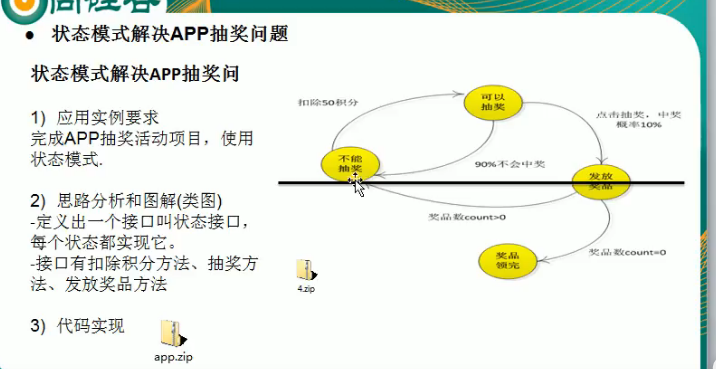 尚硅谷
● 状态模式解决APP抽奖问题
状态模式解决APP抽奖问
1) 应用实例要求
完成APP抽奖活动项目，使用
状态模式.
2) 思路分析和图解(类图)
-定义出一个接口叫状态接口，
每个状态都实现它。
-接口有扣除积分方法、抽奖方
法、发放奖品方法
3) 代码实现
app.zip
扣除50积分
可以
抽奖
点击抽奖，中奖
概率10%
不能
抽奖
90%不会中奖
发放
奖品
奖品数count>0
奖品
领完
奖品数count=0
4.zip